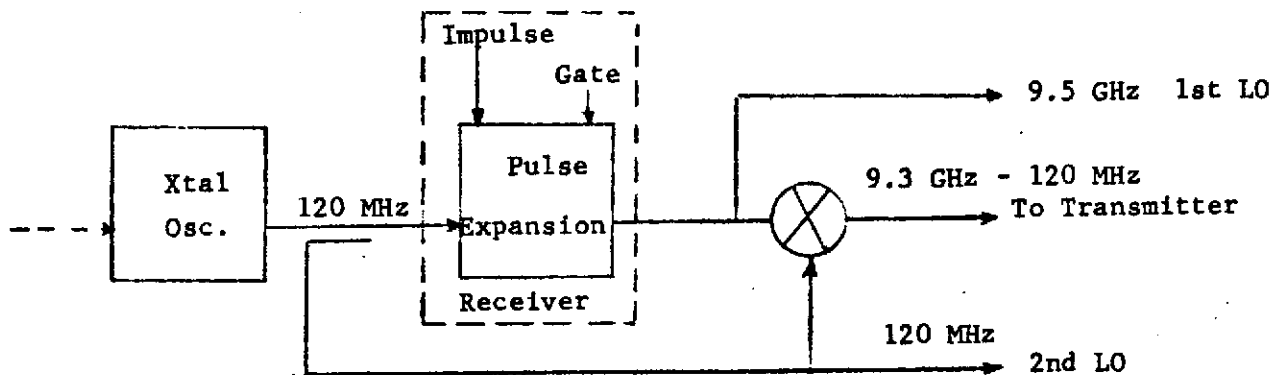 Impulse
Gate
9.5 GHz 1st LO
Xtal
Osc.
120 MHz
Pulse
Expansion
9.3 GHz - 120 MHz
To Transmitter
Receiver
120 MHz
2nd LO